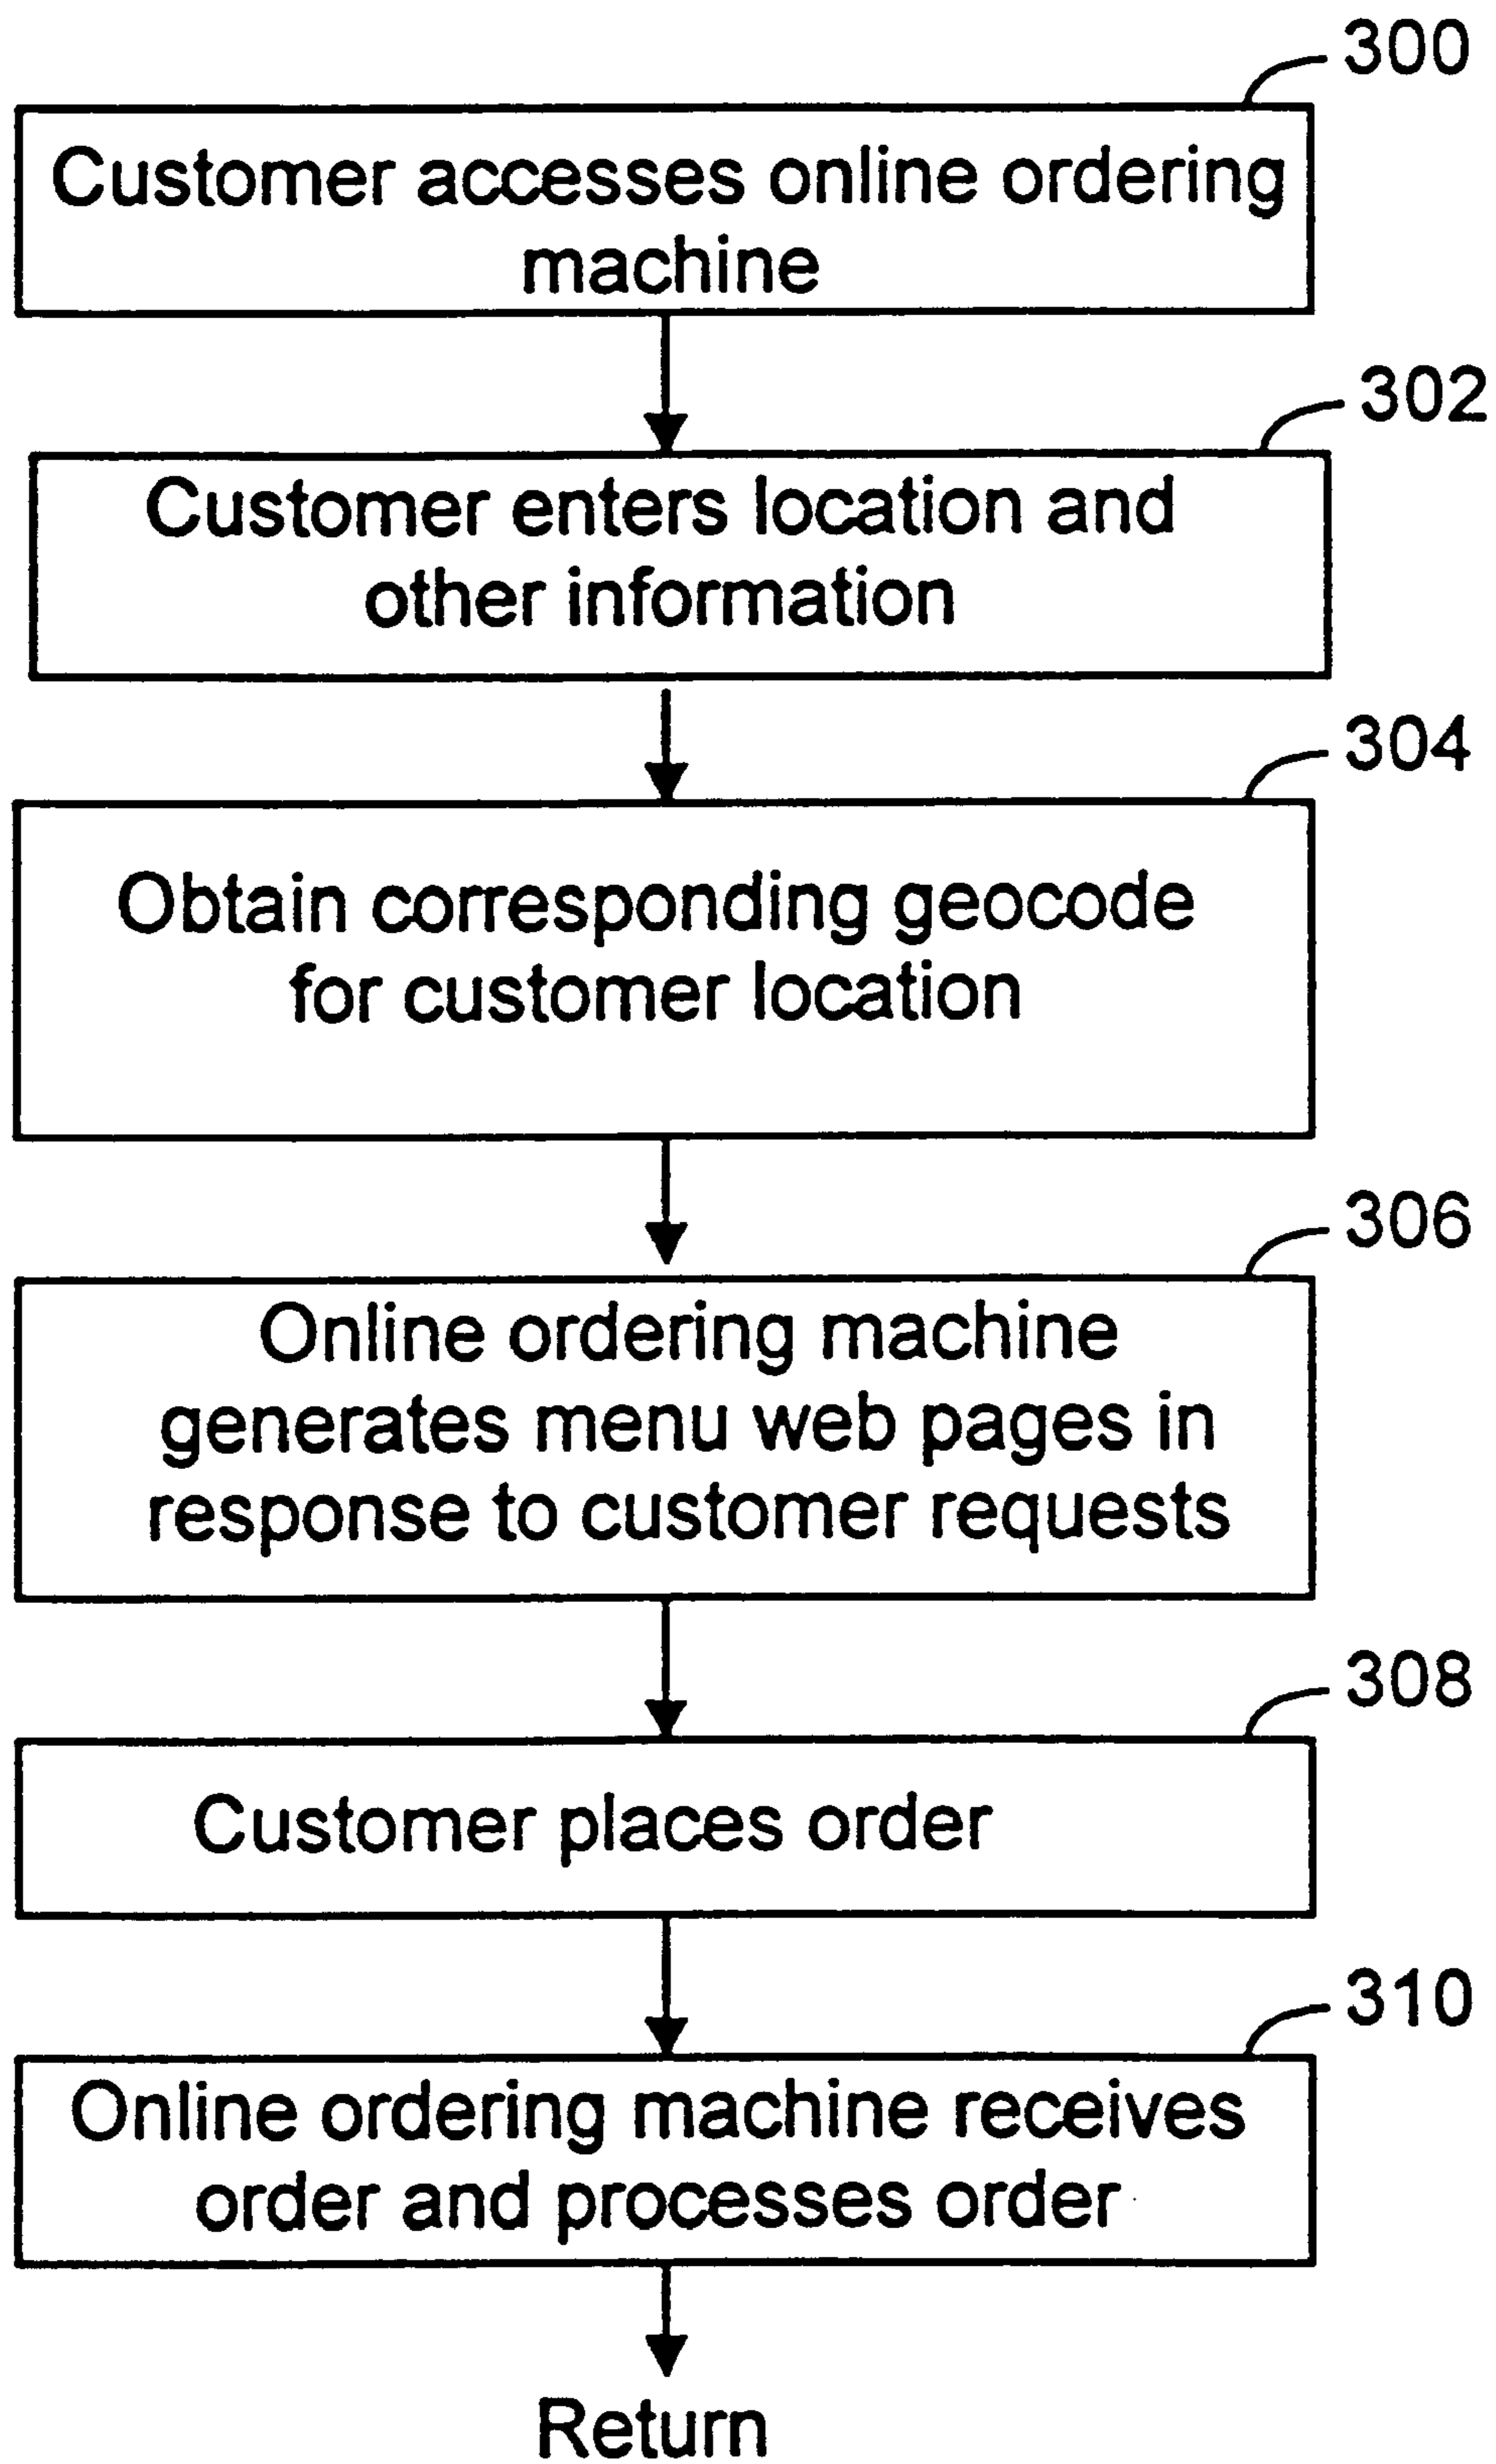 300
Customer accesses online ordering
machine
302
Customer enters location and
other information
304
Obtain corresponding geocode
for customer location
306
Online ordering machine
generates menu web pages in
response to customer requests
308
Customer places order
310
Online ordering machine receives
order and processes order
Return